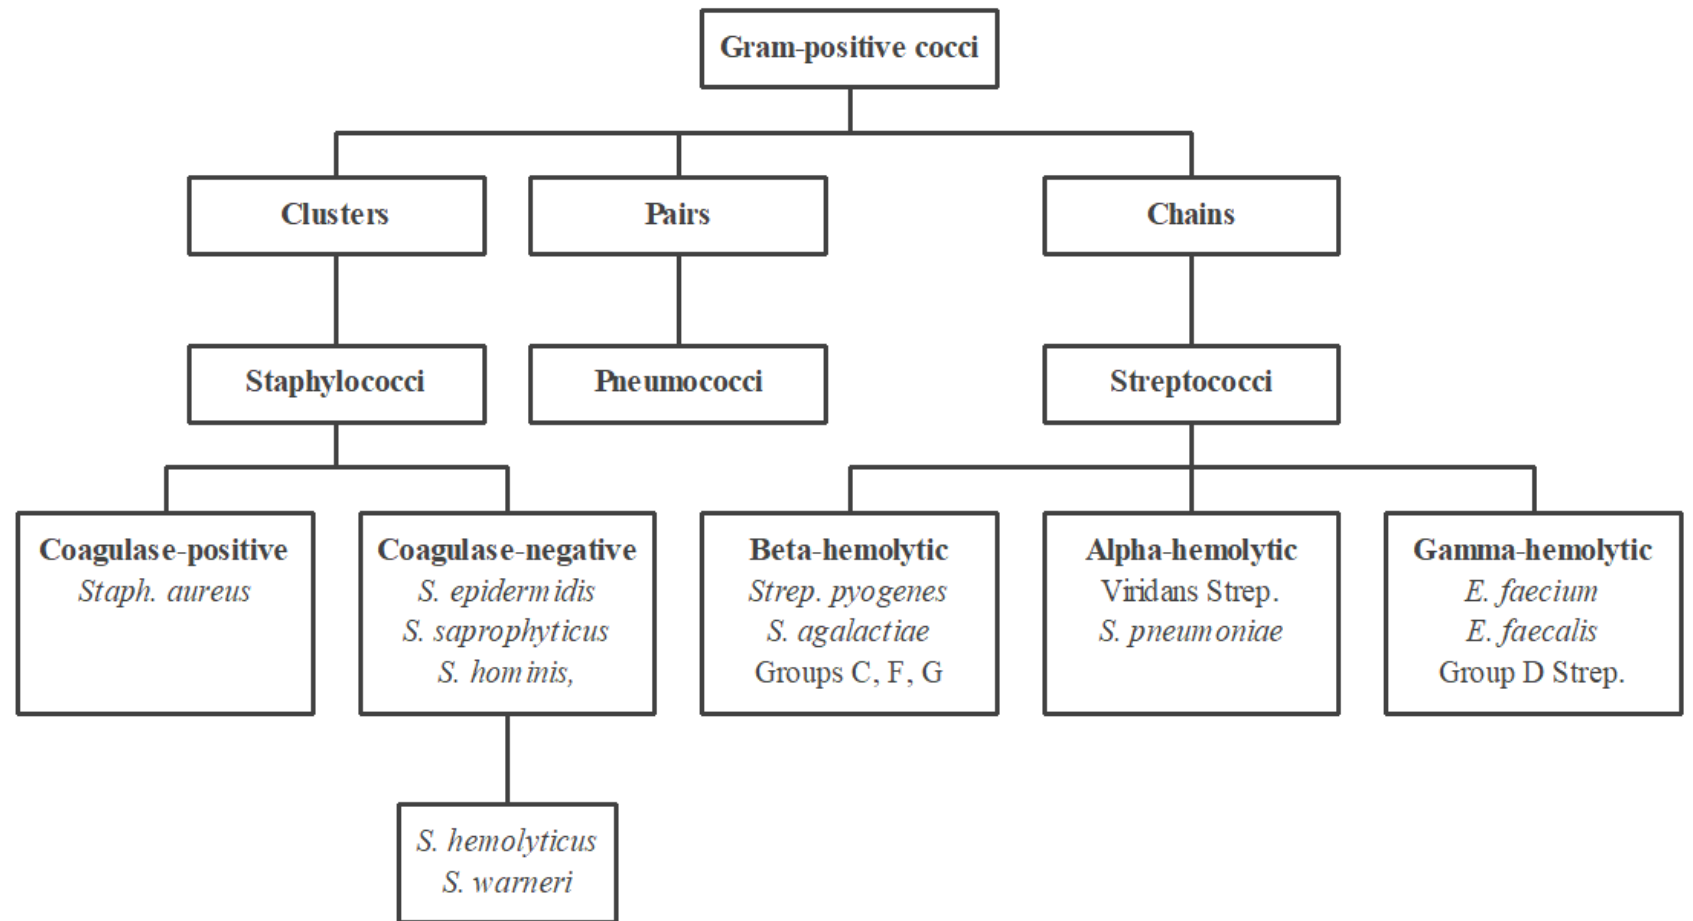 Gram-positive cocci
Clusters
Pairs
Chains
Staphylococci
Pneumococci
Streptococci
Coagulase-positive
Staph. aureus
Coagulase-negative
S. epidermidis
S. saprophyticus
S. hominis,
Beta-hemolytic
Strep. pyogenes
S. agalactiae
Groups C, F, G
Alpha-hemolytic
Viridans Strep.
S. pneumoniae
Gamma-hemolytic
E. faecium
E. faecalis
Group D Strep.
S. hemolyticus
S. warneri